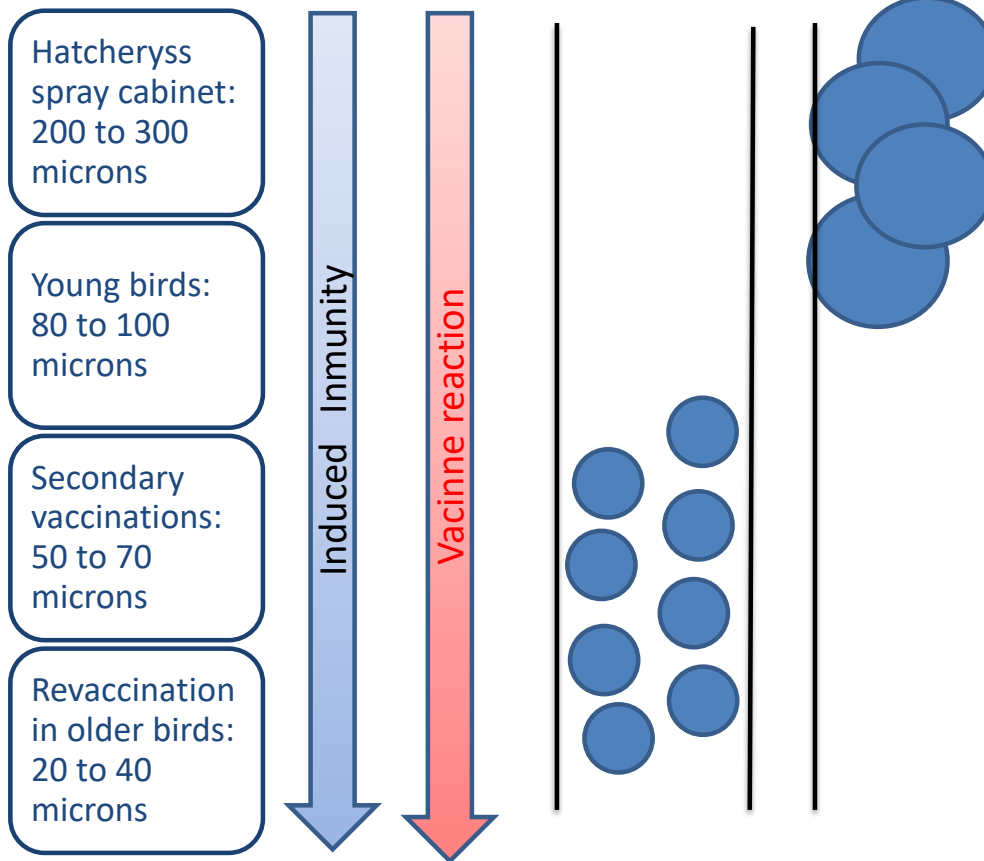 Hatcheryss
spray cabinet:
200 to 300
microns
Young birds:
80 to 100
microns
Secondary
vaccinations:
50 to 70
microns
Revaccination
in older birds:
20 to 40
microns
Induced Inmunity
Vacinne reaction